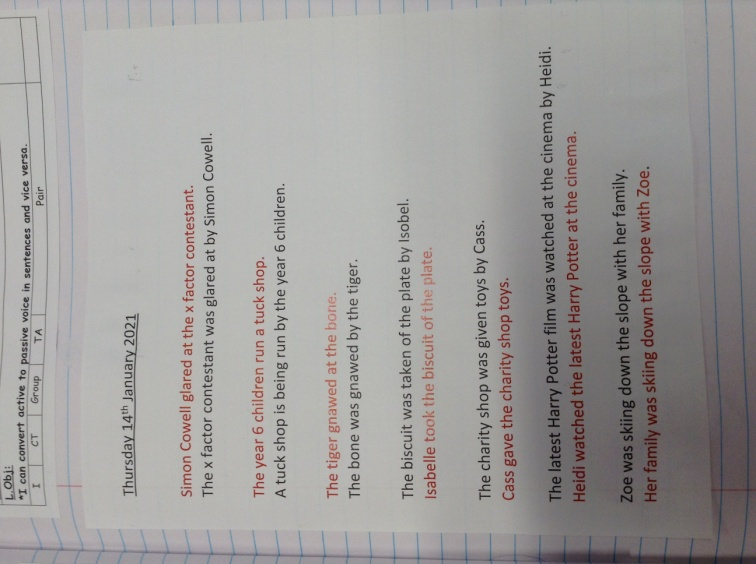 L.Obj:
*I can convert active to passive voice in sentences and vice versa.
I CT Group TA Pair
Thursday 14th January 2021
Simon Cowell glared at the x factor contestant.
The x factor contestant was glared at by Simon Cowell.
The year 6 children run a tuck shop.
A tuck shop is being run by the year 6 children.
The tiger gnawed at the bone.
The bone was gnawed by the tiger.
The biscuit was taken of the plate by Isobel.
Isabelle took the biscuit of the plate.
The charity shop was given toys by Cass.
Cass gave the charity shop toys.
The latest Harry Potter film was watched at the cinema by Heidi.
Heidi watched the latest Harry Potter at the cinema.
Zoe was skiing down the slope with her family.
Her family was skiing down the slope with Zoe.